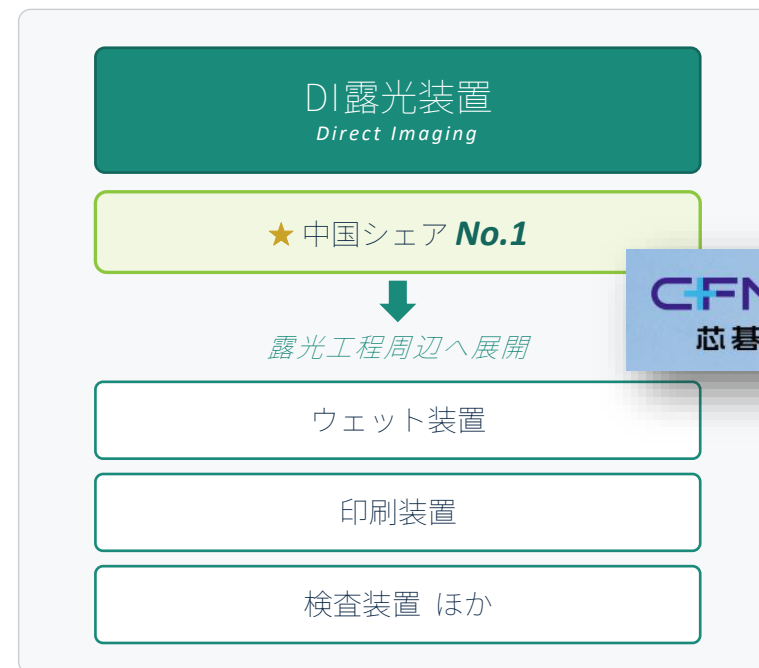 DI露光装置
Direct Imaging
★ 中国シェア No.1
露光工程周辺へ展開
芯碁
ウェット装置
印刷装置
検査装置 ほか